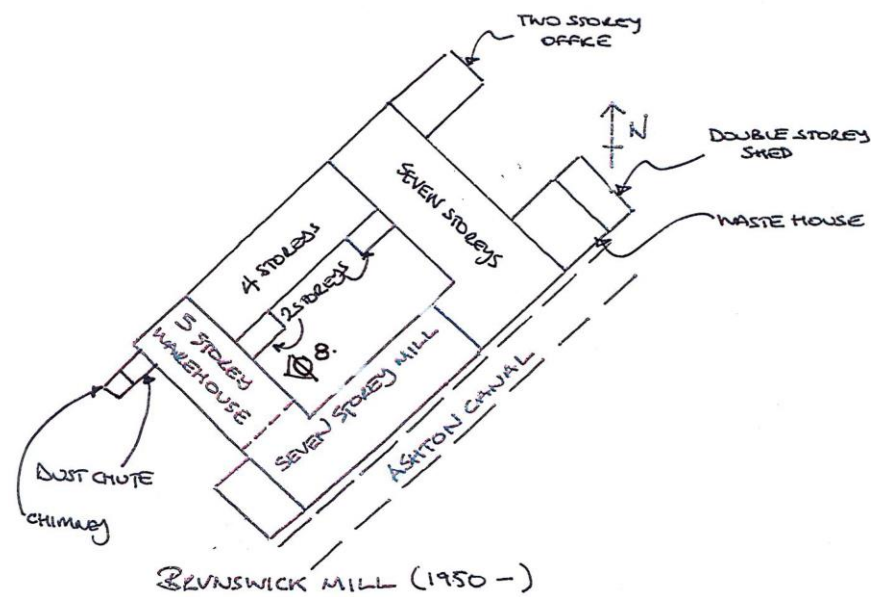 TWO STOREY
OFFICE
N
DOUBLE STOREY
SHED
WASTE HOUSE
SEVEN STOREYS
4 STOREYS
2 STOREYS
8.
5 STOREY
WAREHOUSE
SEVEN STOREY MILL
ASHTON CANAL
DUST CHUTE
CHIMNEY
BRUNSWICK MILL (1950-)